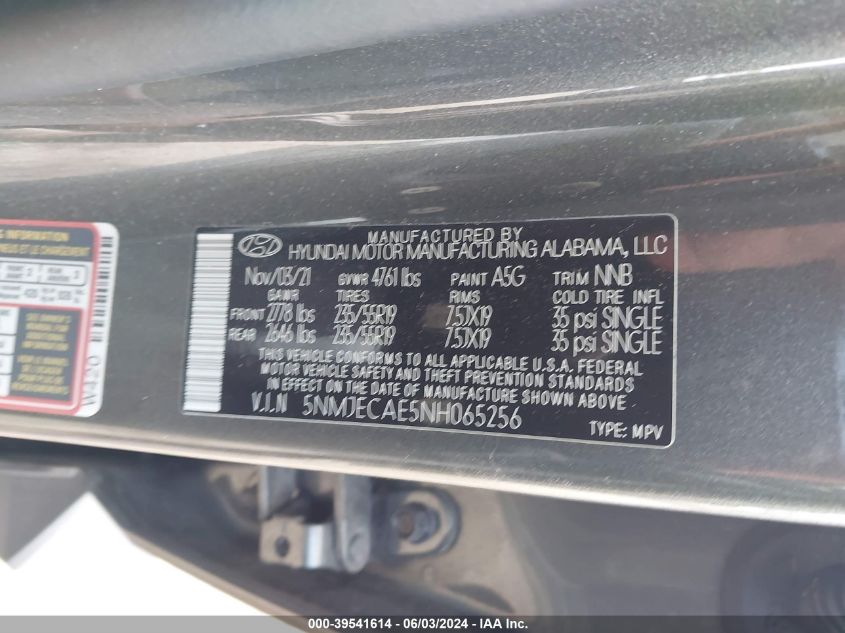 G INFORMATION
W420
MANUFACTURED BY
HYUNDAI MOTOR MANUFACTURING ALABAMA, LLC
Nov/03/21 GVWR 4761 lbs PAINT A5G TRIM NNB
GAWR TIRES RIMS COLD TIRE INFL
FRONT 2778 lbs 235/55R19 7.5JX19 35 psi SINGLE
REAR 2646 lbs 235/55R19 7.5JX19 35 psi SINGLE
THIS VEHICLE CONFORMS TO ALL APPLICABLE U.S.A. FEDERAL
MOTOR VEHICLE SAFETY AND THEFT PREVENTION STANDARDS
IN EFFECT ON THE DATE OF MANUFACTURE SHOWN ABOVE.
V.I.N 5NMJECAE5NH065256
TYPE: MPV
000-39541614 - 06/03/2024 - IAA Inc.